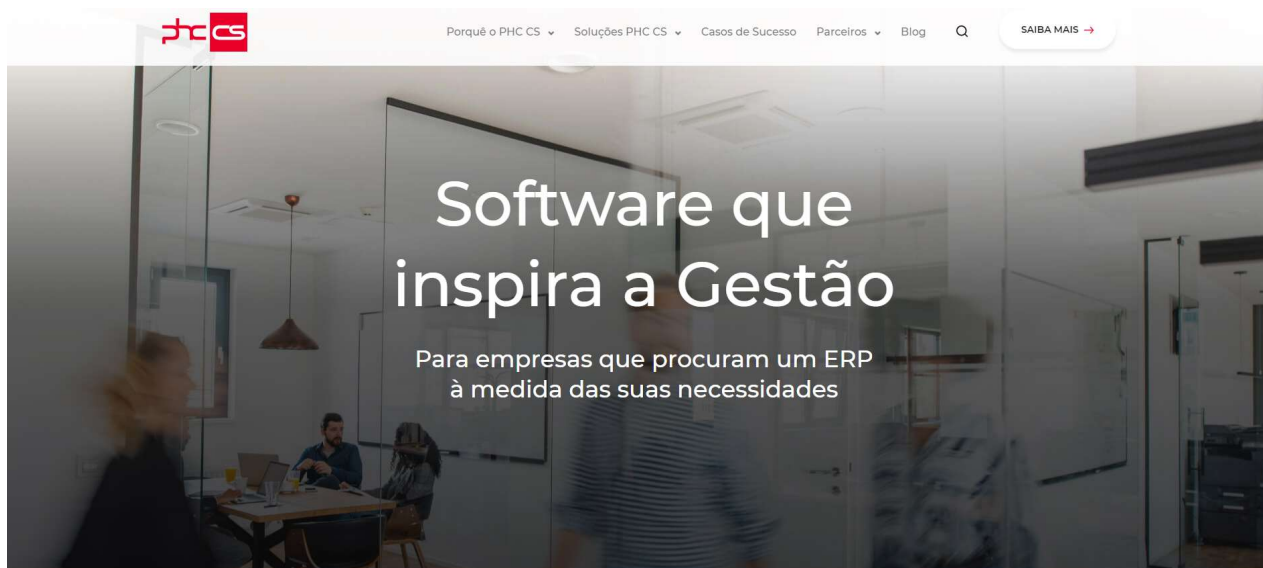 phc cs
Porquê o PHC CS
Soluções PHC CS
Casos de Sucesso
Parceiros
Blog
SAIBA MAIS →
Software que
inspira a Gestão
Para empresas que procuram um ERP
à medida das suas necessidades